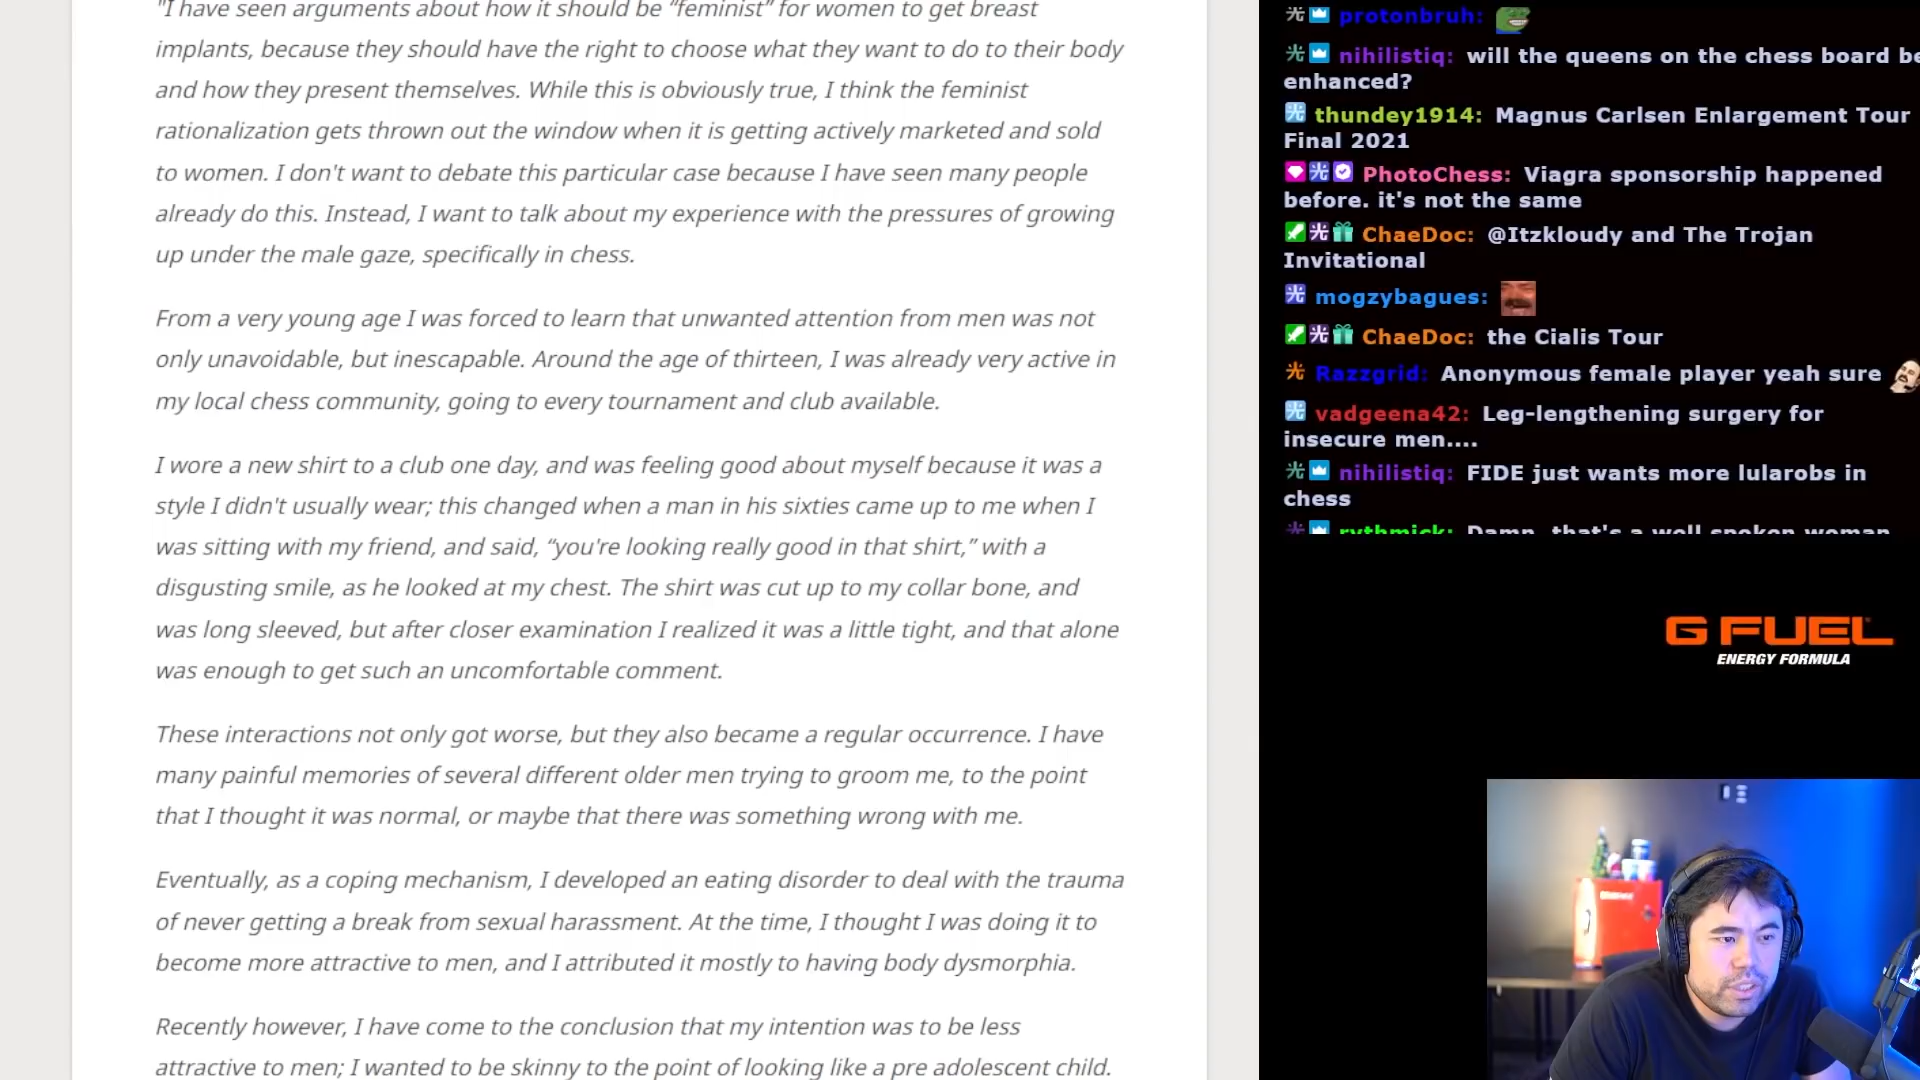 "I have seen arguments about how it should be “feminist” for women to get breast
implants, because they should have the right to choose what they want to do to their body
and how they present themselves. While this is obviously true, I think the feminist
rationalization gets thrown out the window when it is getting actively marketed and sold
to women. I don't want to debate this particular case because I have seen many people
already do this. Instead, I want to talk about my experience with the pressures of growing
up under the male gaze, specifically in chess.
From a very young age I was forced to learn that unwanted attention from men was not
only unavoidable, but inescapable. Around the age of thirteen, I was already very active in
my local chess community, going to every tournament and club available.
I wore a new shirt to a club one day, and was feeling good about myself because it was a
style I didn't usually wear; this changed when a man in his sixties came up to me when I
was sitting with my friend, and said, “you're looking really good in that shirt,” with a
disgusting smile, as he looked at my chest. The shirt was cut up to my collar bone, and
was long sleeved, but after closer examination I realized it was a little tight, and that alone
was enough to get such an uncomfortable comment.
These interactions not only got worse, but they also became a regular occurrence. I have
many painful memories of several different older men trying to groom me, to the point
that I thought it was normal, or maybe that there was something wrong with me.
Eventually, as a coping mechanism, I developed an eating disorder to deal with the trauma
of never getting a break from sexual harassment. At the time, I thought I was doing it to
become more attractive to men, and I attributed it mostly to having body dysmorphia.
Recently however, I have come to the conclusion that my intention was to be less
attractive to men; I wanted to be skinny to the point of looking like a pre adolescent child.
光 protonbruh:
光 nihilistiq: will the queens on the chess board be
enhanced?
光 thundey1914: Magnus Carlsen Enlargement Tour
Final 2021
光 PhotoChess: Viagra sponsorship happened
before. it's not the same
光 ChaeDoc: @Itzkloudy and The Trojan
Invitational
光 mogzybagues:
光 ChaeDoc: the Cialis Tour
光 Razzgrid: Anonymous female player yeah sure
光 vadgeena42: Leg-lengthening surgery for
insecure men....
光 nihilistiq: FIDE just wants more lularobs in
chess
光 rythmick: Damn, that's a well spoken woman
G FUEL
ENERGY FORMULA